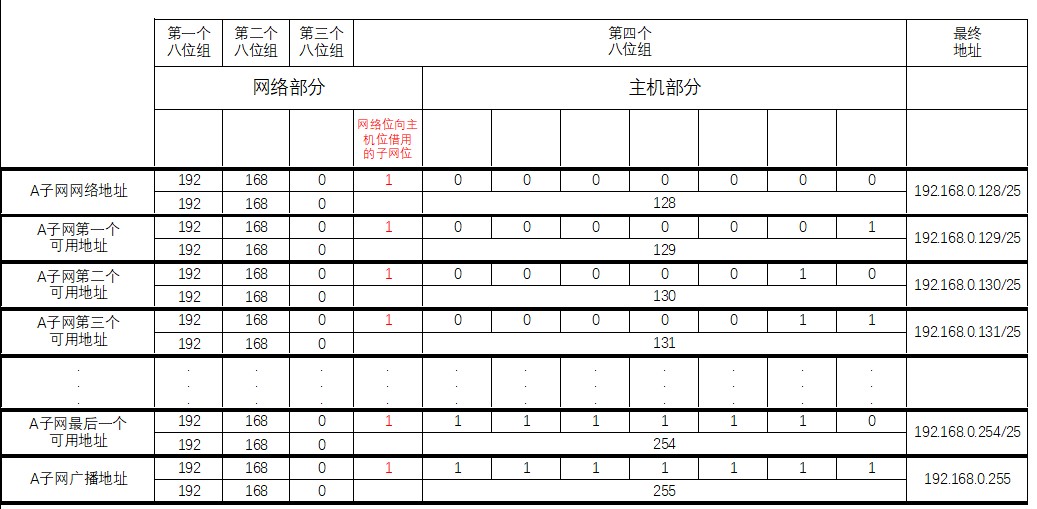 第一个 第二个 第三个 第四个 最终
八位组 八位组 八位组 八位组 地址
网络部分 主机部分
网络位向主
机位借用
的子网位
A子网网络地址 192 168 0 1 0 0 0 0 0 0 0 192.168.0.128/25
192 168 0 128
A子网第一个
可用地址 192 168 0 1 0 0 0 0 0 0 1 192.168.0.129/25
192 168 0 129
A子网第二个
可用地址 192 168 0 1 0 0 0 0 0 1 0 192.168.0.130/25
192 168 0 130
A子网第三个
可用地址 192 168 0 1 0 0 0 0 0 1 1 192.168.0.131/25
192 168 0 131
. . . . . . . . . . . .
. . . . . . . . . . . .
. . . . . . . . . . . .
A子网最后一个
可用地址 192 168 0 1 1 1 1 1 1 1 0 192.168.0.254/25
192 168 0 254
A子网广播地址 192 168 0 1 1 1 1 1 1 1 1 192.168.0.255
192 168 0 255